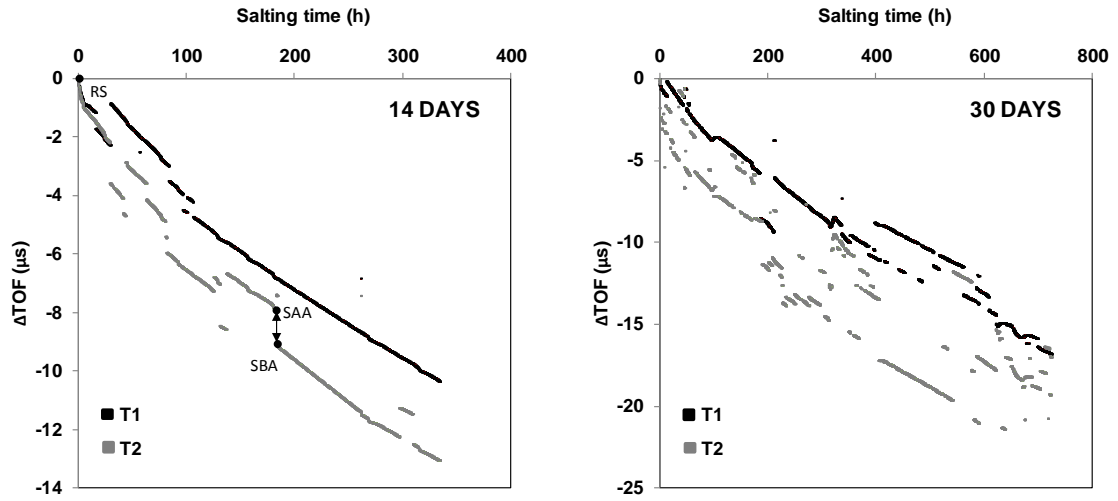 Salting time (h)
0 100 200 300 400
0
-2
-4
-6
-8
-10
-12
-14
ΔTOF (µs)
14 DAYS
RS
SAA
SBA
T1
T2
Salting time (h)
0 200 400 600 800
0
-5
-10
-15
-20
-25
ΔTOF (µs)
30 DAYS
T1
T2